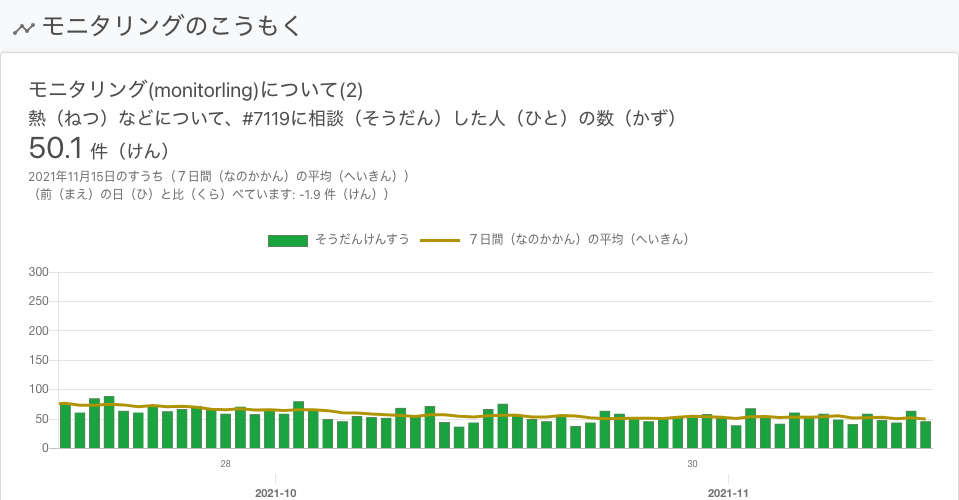 モニタリングのこうもく
モニタリング(monitorling)について(2)
熱（ねつ）などについて、#7119に相談（そうだん）した人（ひと）の数（かず）
50.1 件（けん）
2021年11月15日のすうち（７日間（なのかかん）の平均（へいきん））
（前（まえ）の日（ひ）と比（くら）べています: -1.9 件（けん））
そうだんけんすう ７日間（なのかかん）の平均（へいきん）
300
250
200
150
100
50
0
28 30
2021-10 2021-11